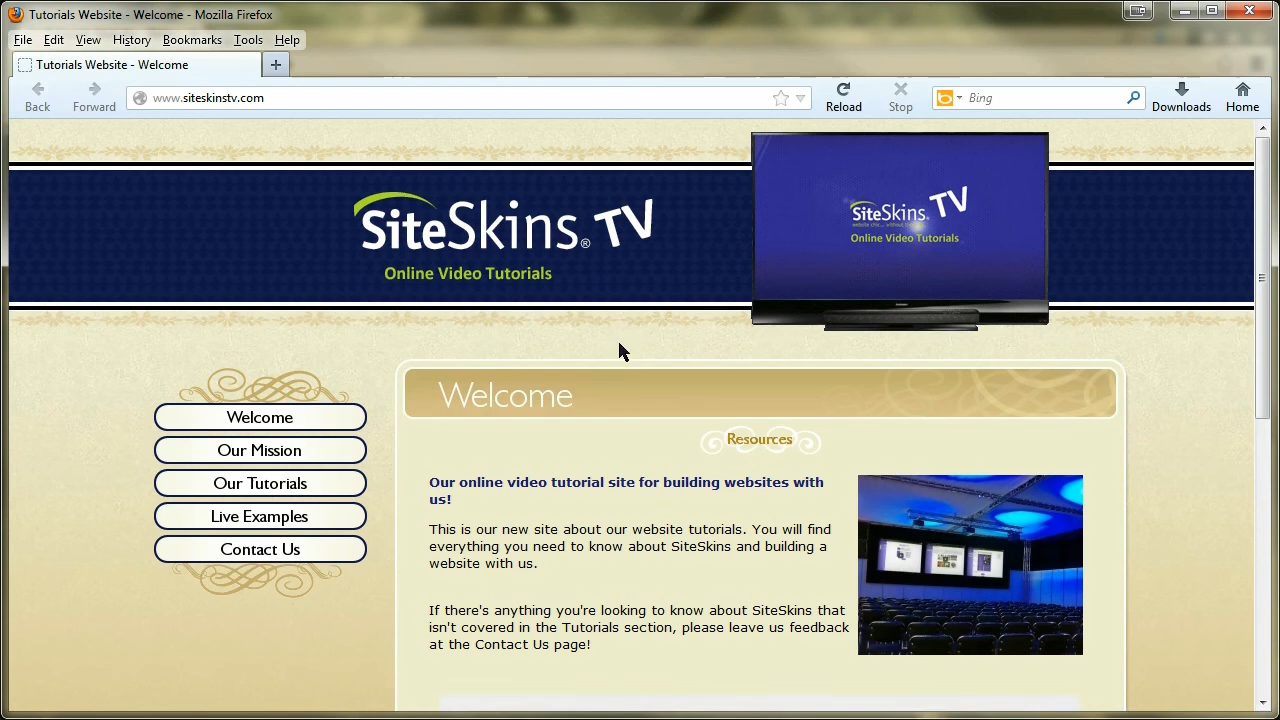 Tutorials Website - Welcome - Mozilla Firefox
File Edit View History Bookmarks Tools Help
Tutorials Website - Welcome
+
Back Forward www.siteskinstv.com Reload Stop Bing Downloads Home
SiteSkins® TV
Online Video Tutorials
SiteSkins® TV
Online Video Tutorials
Welcome
Our Mission
Our Tutorials
Live Examples
Contact Us
Welcome
Resources
Our online video tutorial site for building websites with
us!
This is our new site about our website tutorials. You will find
everything you need to know about SiteSkins and building a
website with us.
If there's anything you're looking to know about SiteSkins that
isn't covered in the Tutorials section, please leave us feedback
at the Contact Us page!